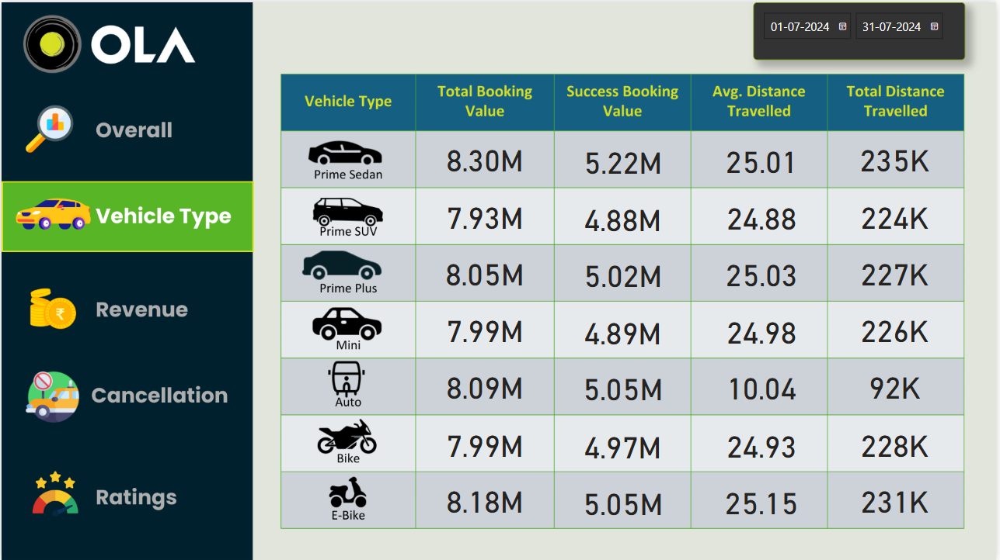 OLA
01-07-2024 31-07-2024
Overall
Vehicle Type
₹
Revenue
Cancellation
Ratings
Vehicle Type Total Booking Value Success Booking Value Avg. Distance Travelled Total Distance Travelled
Prime Sedan 8.30M 5.22M 25.01 235K
Prime SUV 7.93M 4.88M 24.88 224K
Prime Plus 8.05M 5.02M 25.03 227K
Mini 7.99M 4.89M 24.98 226K
Auto 8.09M 5.05M 10.04 92K
Bike 7.99M 4.97M 24.93 228K
E-Bike 8.18M 5.05M 25.15 231K